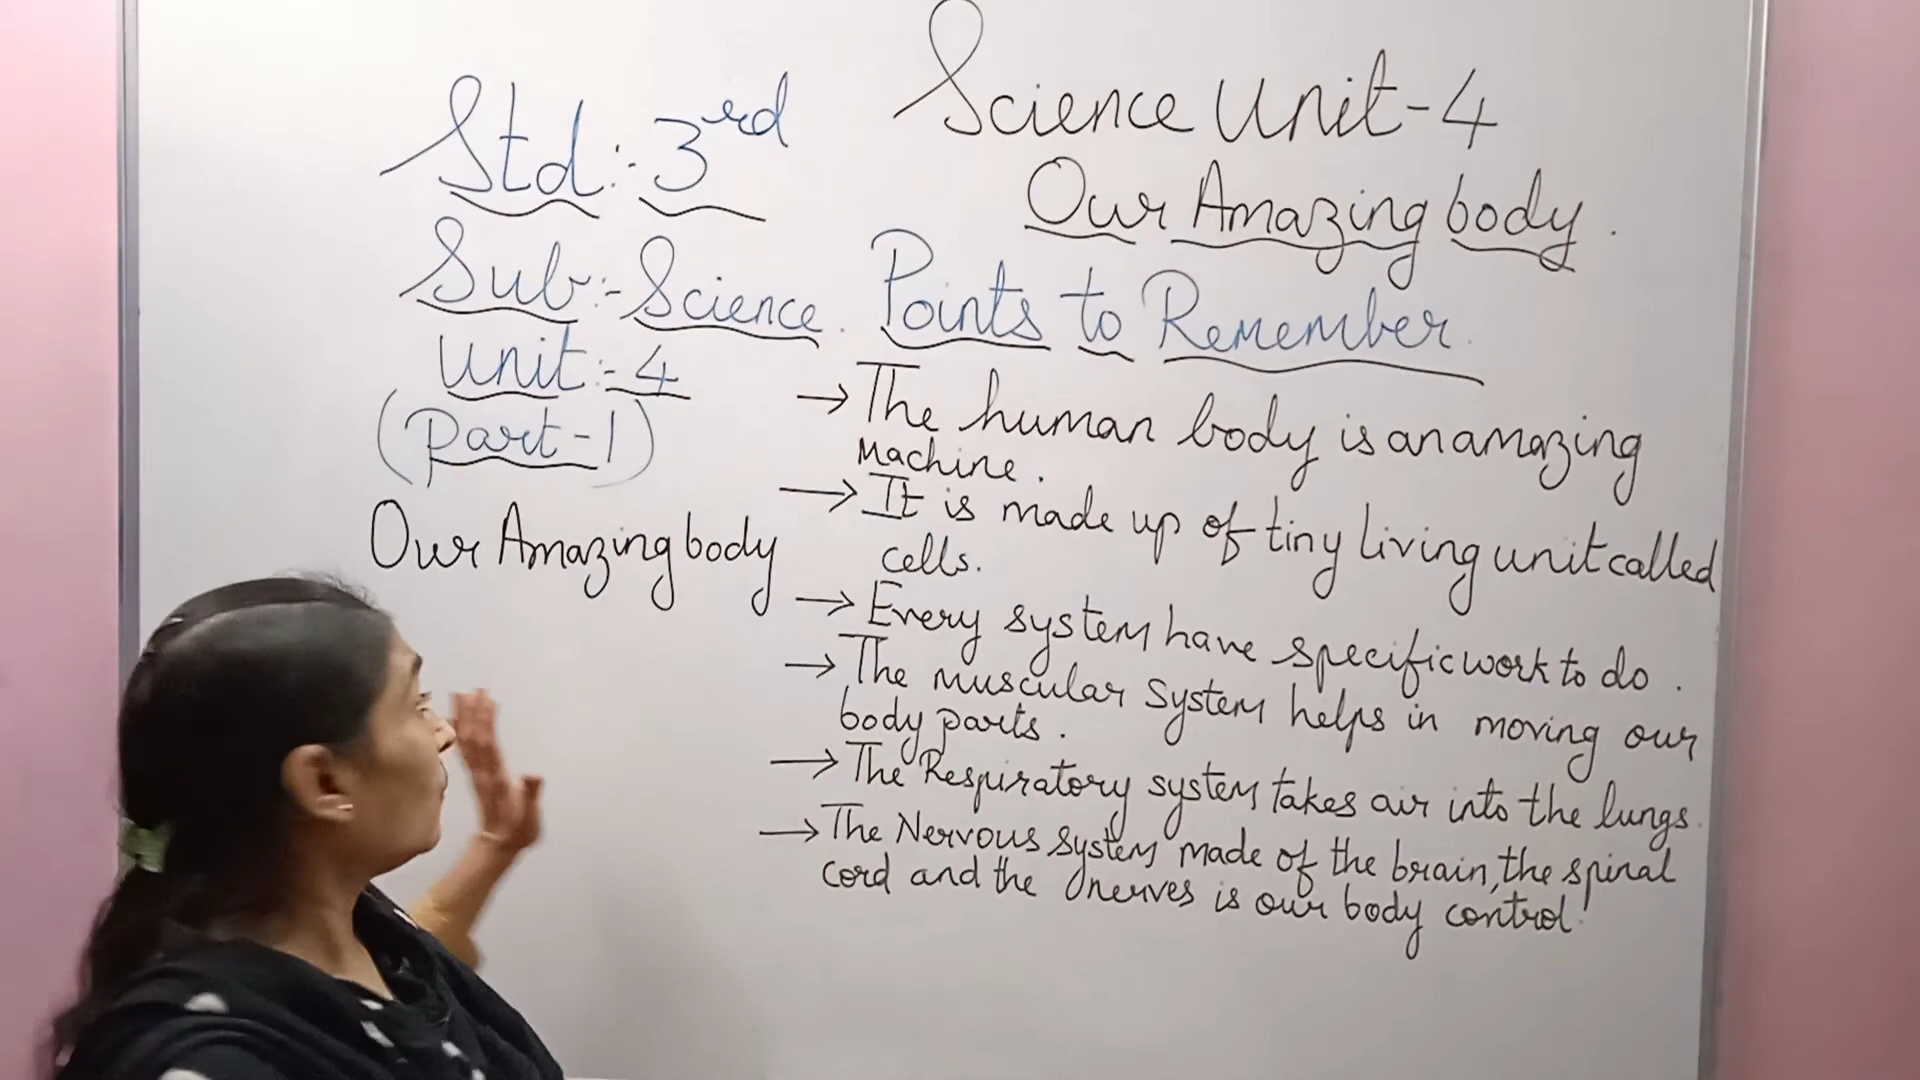 Std:- 3rd
Sub:- Science.
Unit:- 4
(Part-1)
Our Amazing body
Science Unit-4
Our Amazing body.
Points to Remember.
→ The human body is an amazing
Machine.
→ It is made up of tiny living unit called
cells.
→ Every system have specific work to do.
→ The muscular system helps in moving our
body parts.
→ The Respiratory system takes air into the lungs.
→ The Nervous system made of the brain, the spinal
cord and the nerves is our body control!